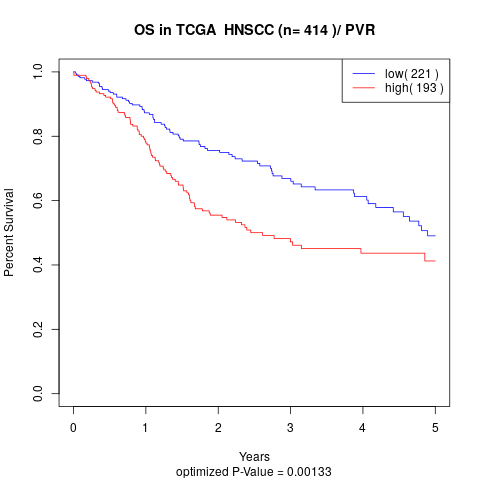 OS in TCGA  HNSCC (n= 414 )/ PVR
low( 221 )
high( 193 )
Percent Survival
1.0
0.8
0.6
0.4
0.2
0.0
0 1 2 3 4 5
Years
optimized P-Value = 0.00133